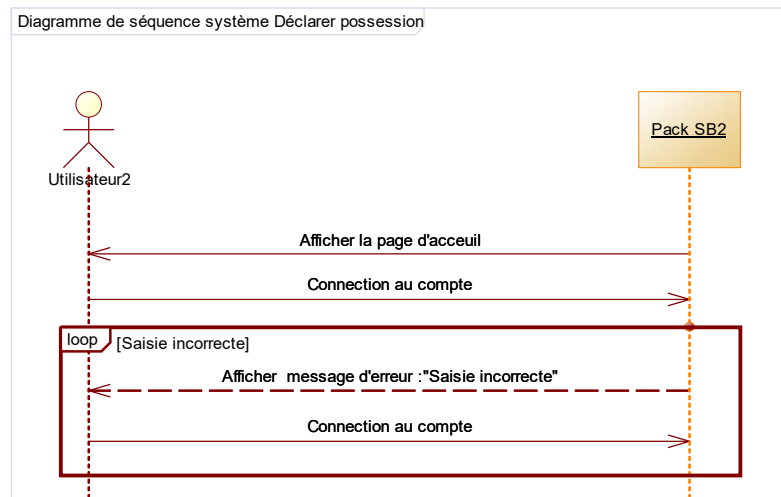 Diagramme de séquence système Déclarer possession
Pack SB2
Utilisateur2
Afficher la page d'acceuil
Connection au compte
loop
[Saisie incorrecte]
Afficher  message d'erreur :"Saisie incorrecte"
Connection au compte